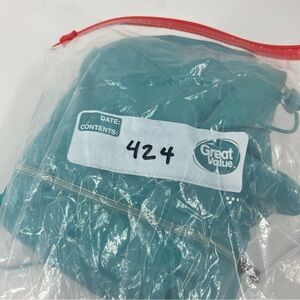 DATE:
CONTENTS:
424
Great
Value.